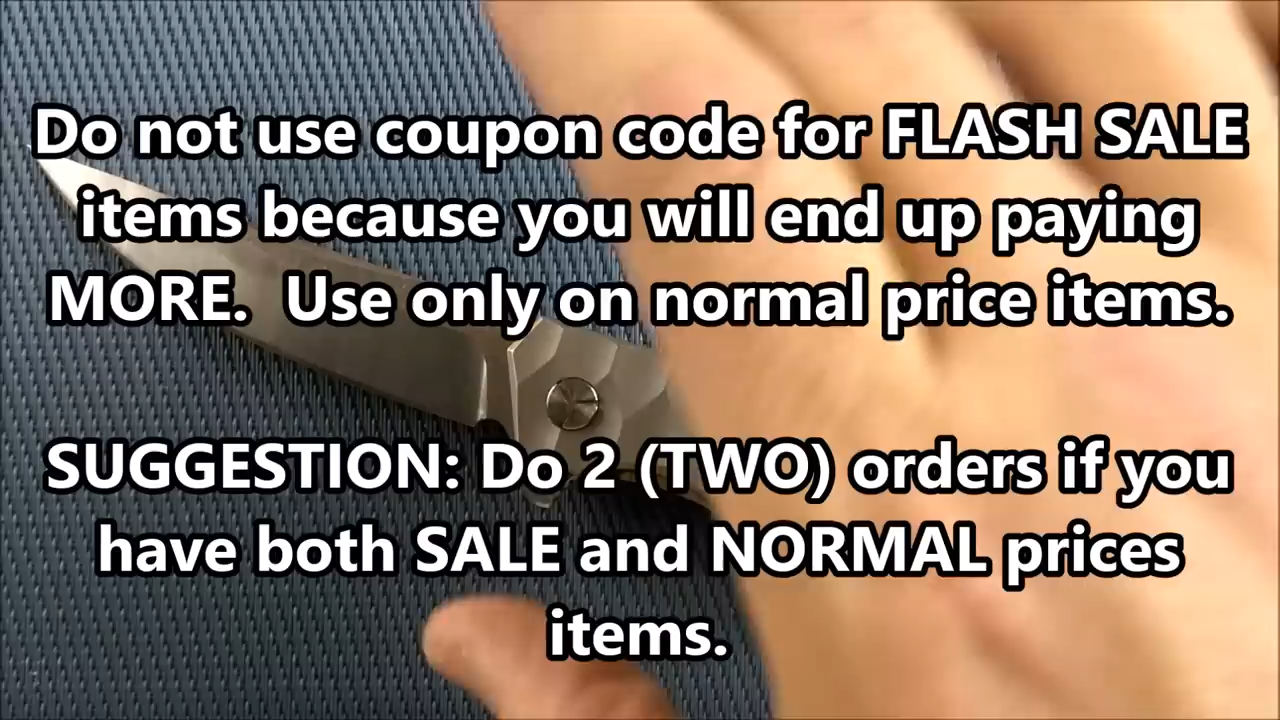 Do not use coupon code for FLASH SALE
items because you will end up paying
MORE.  Use only on normal price items.
SUGGESTION: Do 2 (TWO) orders if you
have both SALE and NORMAL prices
items.